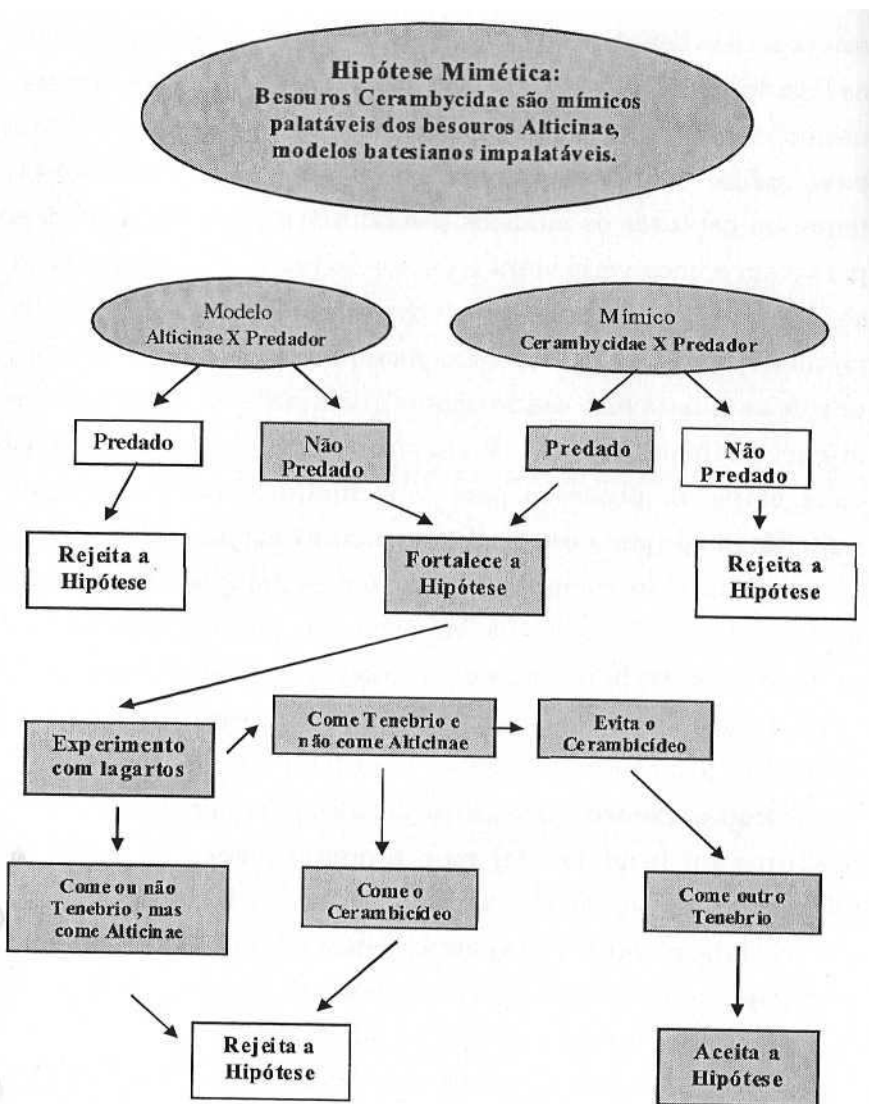 Hipótese Mimética:
Besouros Cerambycidae são mímicos
palatáveis dos besouros Alticinae,
modelos batesianos impalatáveis.
Modelo
Alticinae X Predador
Mímico
Cerambycidae X Predador
Predado
Não
Predado
Predado
Não
Predado
Rejeita a
Hipótese
Fortalece a
Hipótese
Rejeita a
Hipótese
Experimento
com lagartos
Come Tenebrio e
não come Alticinae
Evita o
Cerambicídeo
Come ou não
Tenebrio , mas
come Alticinae
Come o
Cerambicídeo
Come outro
Tenebrio
Rejeita a
Hipótese
Aceita a
Hipótese